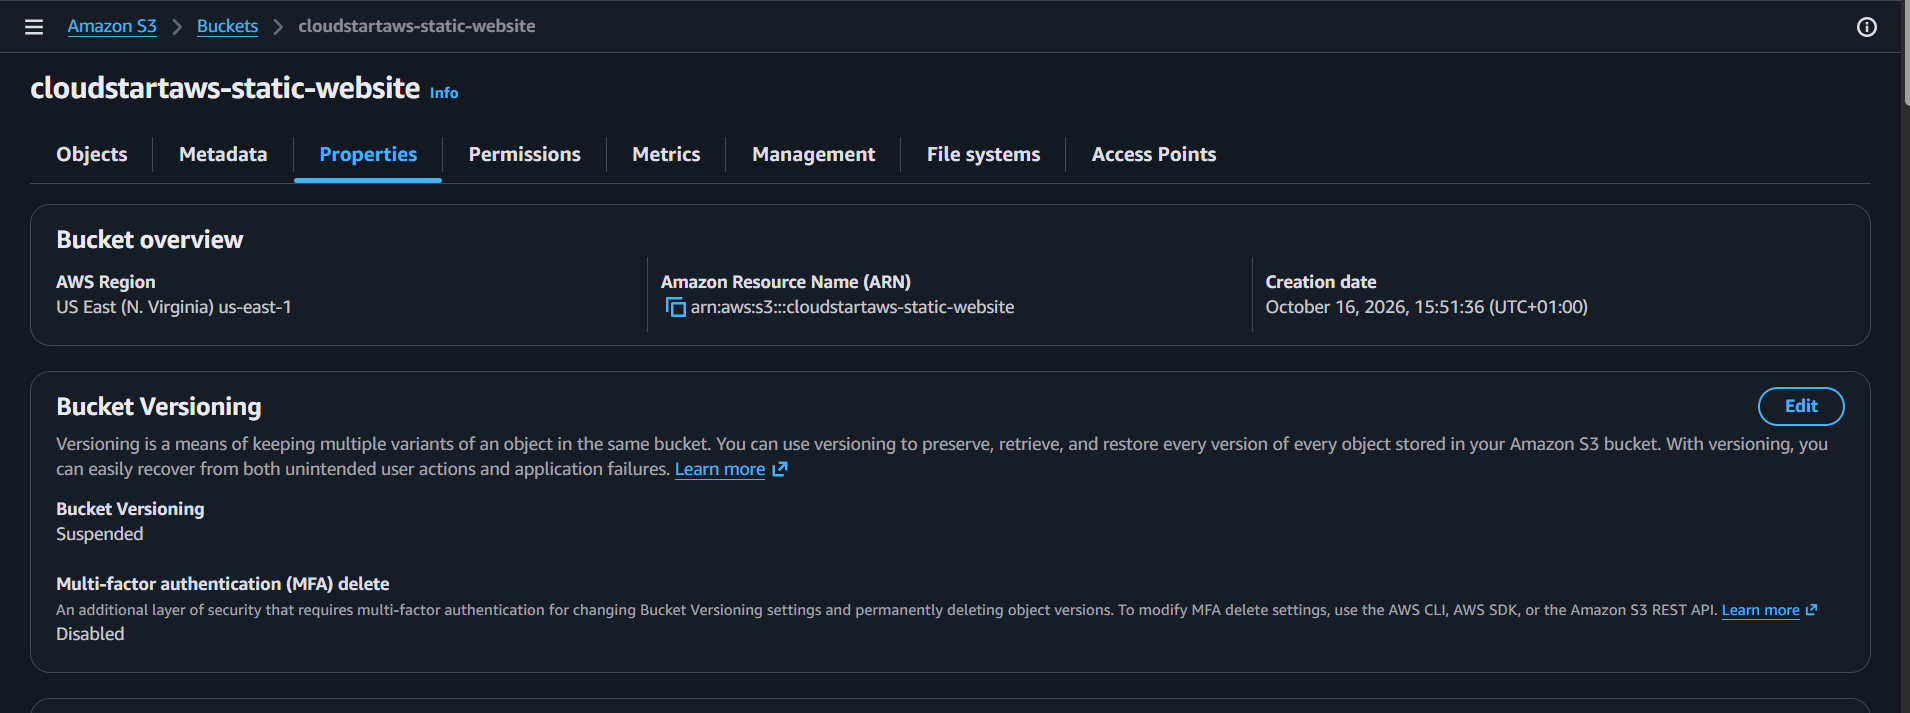 Amazon S3 > Buckets > cloudstartaws-static-website
cloudstartaws-static-website Info
Objects Metadata Properties Permissions Metrics Management File systems Access Points
Bucket overview
AWS Region
US East (N. Virginia) us-east-1
Amazon Resource Name (ARN)
arn:aws:s3:::cloudstartaws-static-website
Creation date
October 16, 2026, 15:51:36 (UTC+01:00)
Bucket Versioning
Edit
Versioning is a means of keeping multiple variants of an object in the same bucket. You can use versioning to preserve, retrieve, and restore every version of every object stored in your Amazon S3 bucket. With versioning, you
can easily recover from both unintended user actions and application failures. Learn more
Bucket Versioning
Suspended
Multi-factor authentication (MFA) delete
An additional layer of security that requires multi-factor authentication for changing Bucket Versioning settings and permanently deleting object versions. To modify MFA delete settings, use the AWS CLI, AWS SDK, or the Amazon S3 REST API. Learn more
Disabled